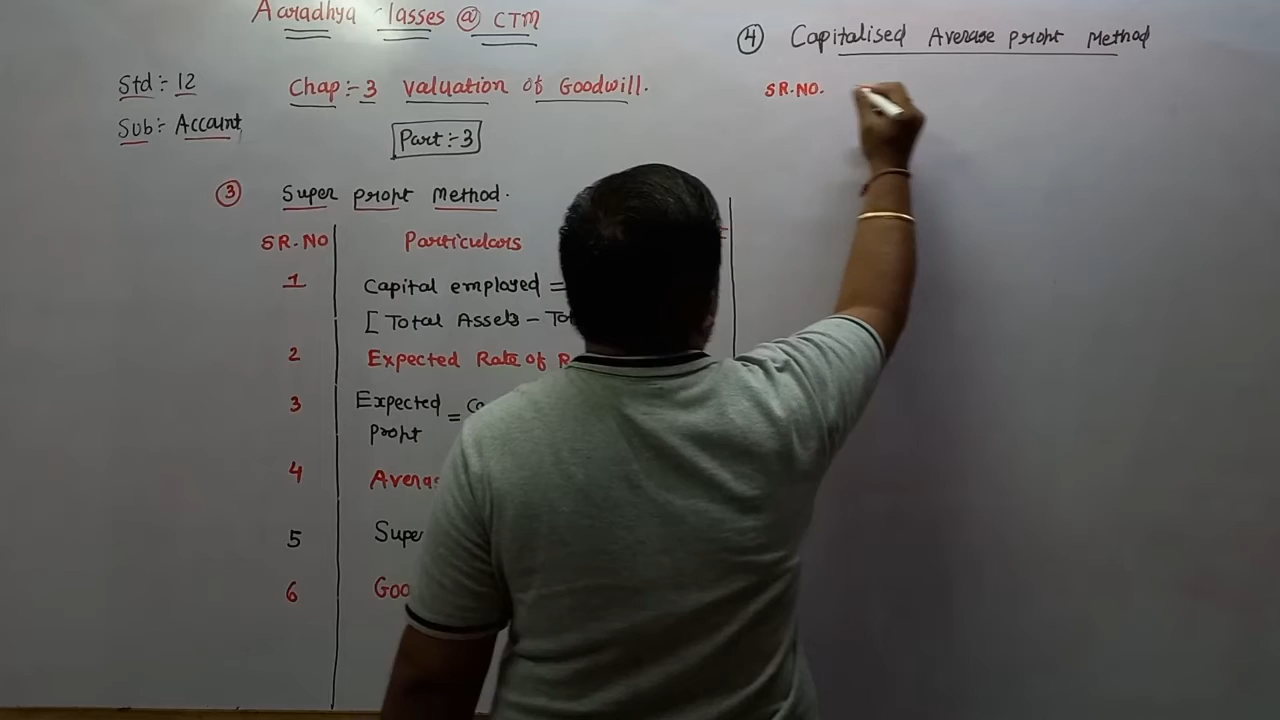 Aaradhya Classes @ CTM
Std:- 12
Chap:- 3 Valuation of Goodwill.
Sub:- Account
Part:- 3
3 Super profit Method.
SR.NO Particulars
1 Capital employed =
[ Total Assets -
2 Expected Rate of
3 Expected =
profit
4
5
6
4 Capitalised Average profit Method
SR.NO.